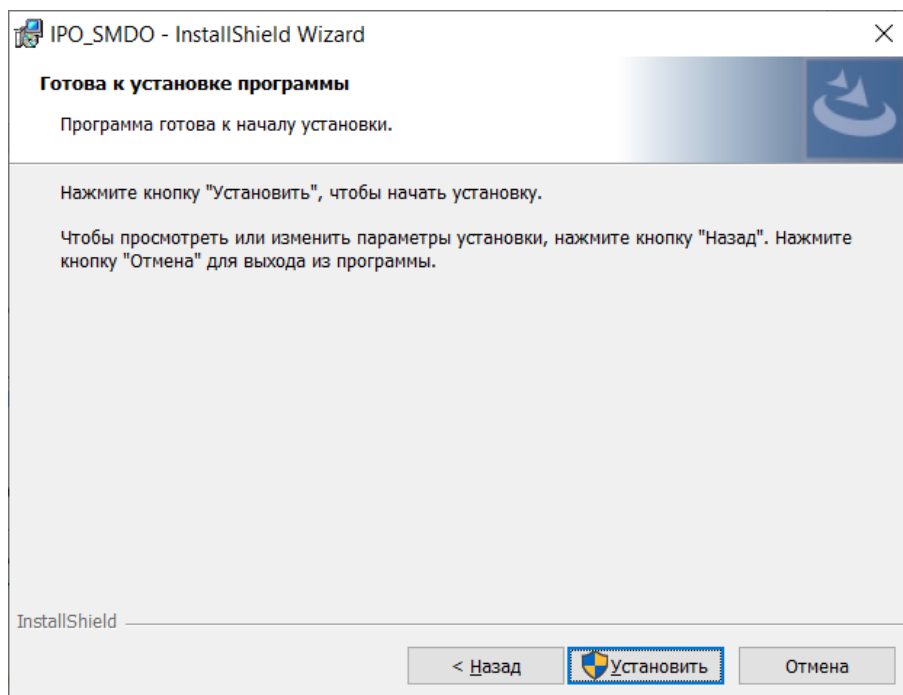 IPO_SMDO - InstallShield Wizard
Готова к установке программы
Программа готова к началу установки.
Нажмите кнопку "Установить", чтобы начать установку.
Чтобы просмотреть или изменить параметры установки, нажмите кнопку "Назад". Нажмите
кнопку "Отмена" для выхода из программы.
InstallShield
< Назад
Установить
Отмена